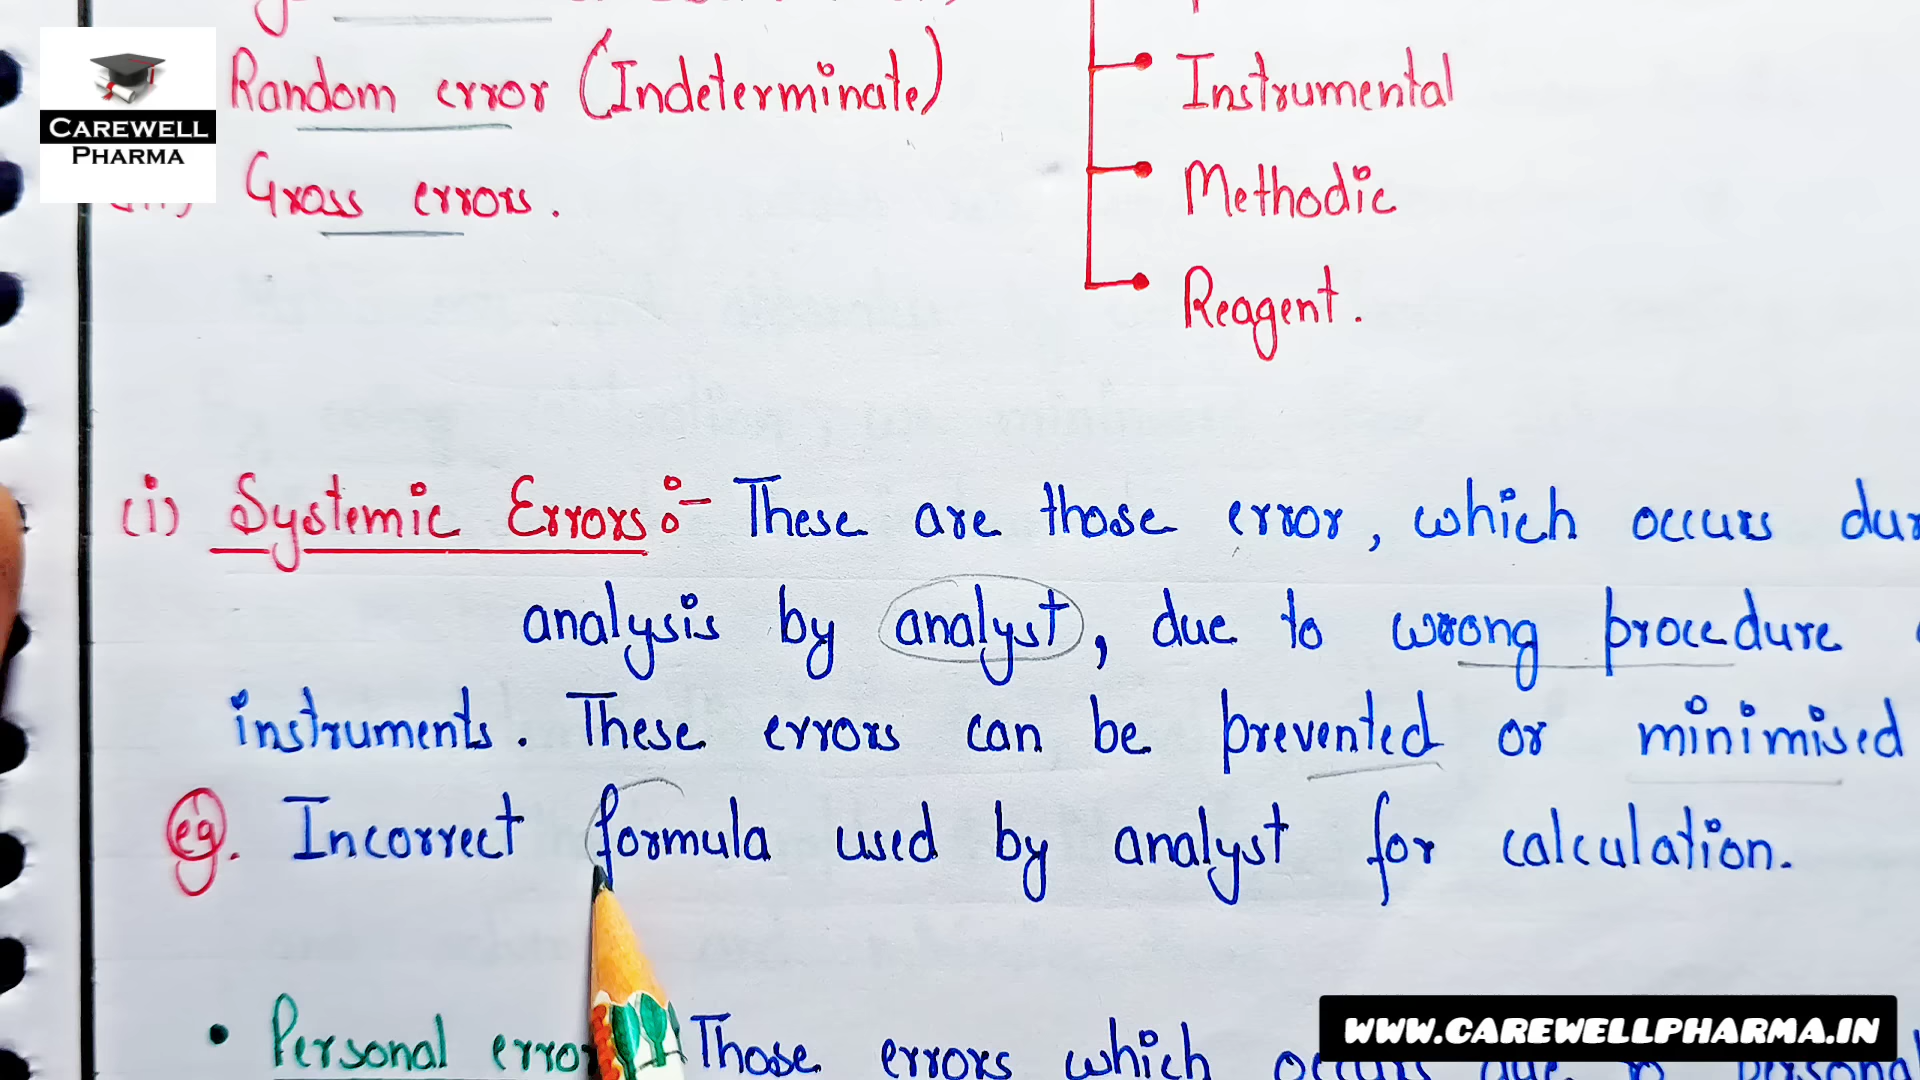 CAREWELL
PHARMA
Random error (Indeterminate)
Gross errors.
Instrumental
Methodic
Reagent.
(i) Systemic Errors:- These are those error, which occurs dur
analysis by analyst, due to wrong procedure
instruments. These errors can be prevented or minimised
eg. Incorrect formula used by analyst for calculation.
• Personal error Those errors which
WWW.CAREWELLPHARMA.IN